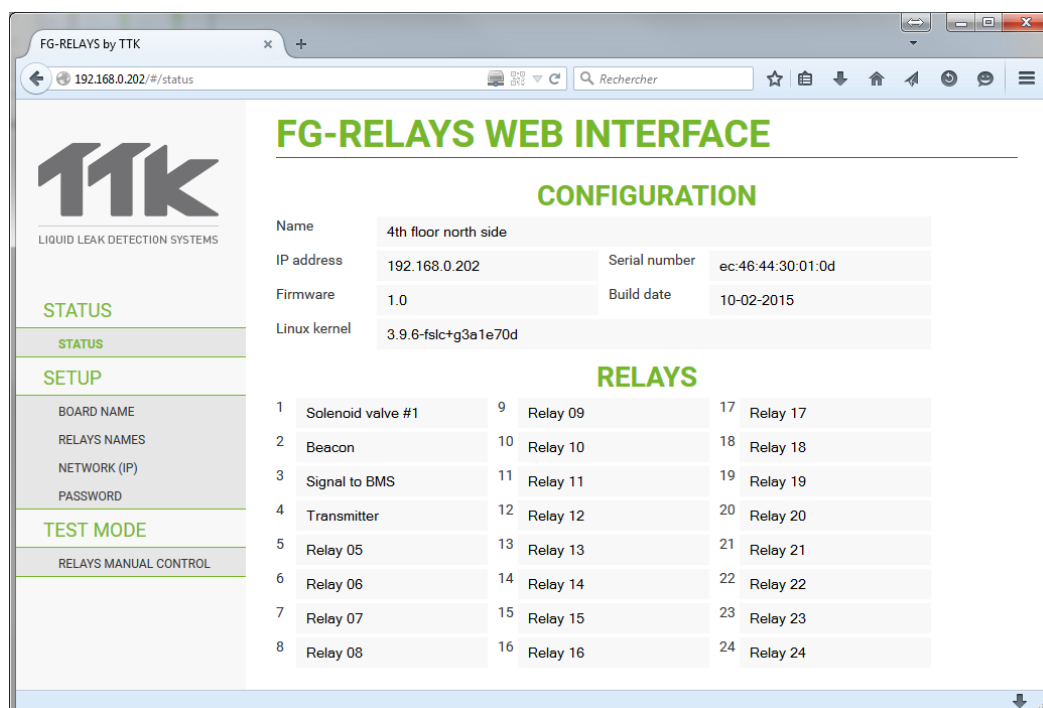 FG-RELAYS by TTK
192.168.0.202/#/status
Rechercher
TTK
LIQUID LEAK DETECTION SYSTEMS
STATUS
STATUS
SETUP
BOARD NAME
RELAYS NAMES
NETWORK (IP)
PASSWORD
TEST MODE
RELAYS MANUAL CONTROL
FG-RELAYS WEB INTERFACE
CONFIGURATION
Name 4th floor north side
IP address 192.168.0.202 Serial number ec:46:44:30:01:0d
Firmware 1.0 Build date 10-02-2015
Linux kernel 3.9.6-fslc+g3a1e70d
RELAYS
1 Solenoid valve #1 9 Relay 09 17 Relay 17
2 Beacon 10 Relay 10 18 Relay 18
3 Signal to BMS 11 Relay 11 19 Relay 19
4 Transmitter 12 Relay 12 20 Relay 20
5 Relay 05 13 Relay 13 21 Relay 21
6 Relay 06 14 Relay 14 22 Relay 22
7 Relay 07 15 Relay 15 23 Relay 23
8 Relay 08 16 Relay 16 24 Relay 24